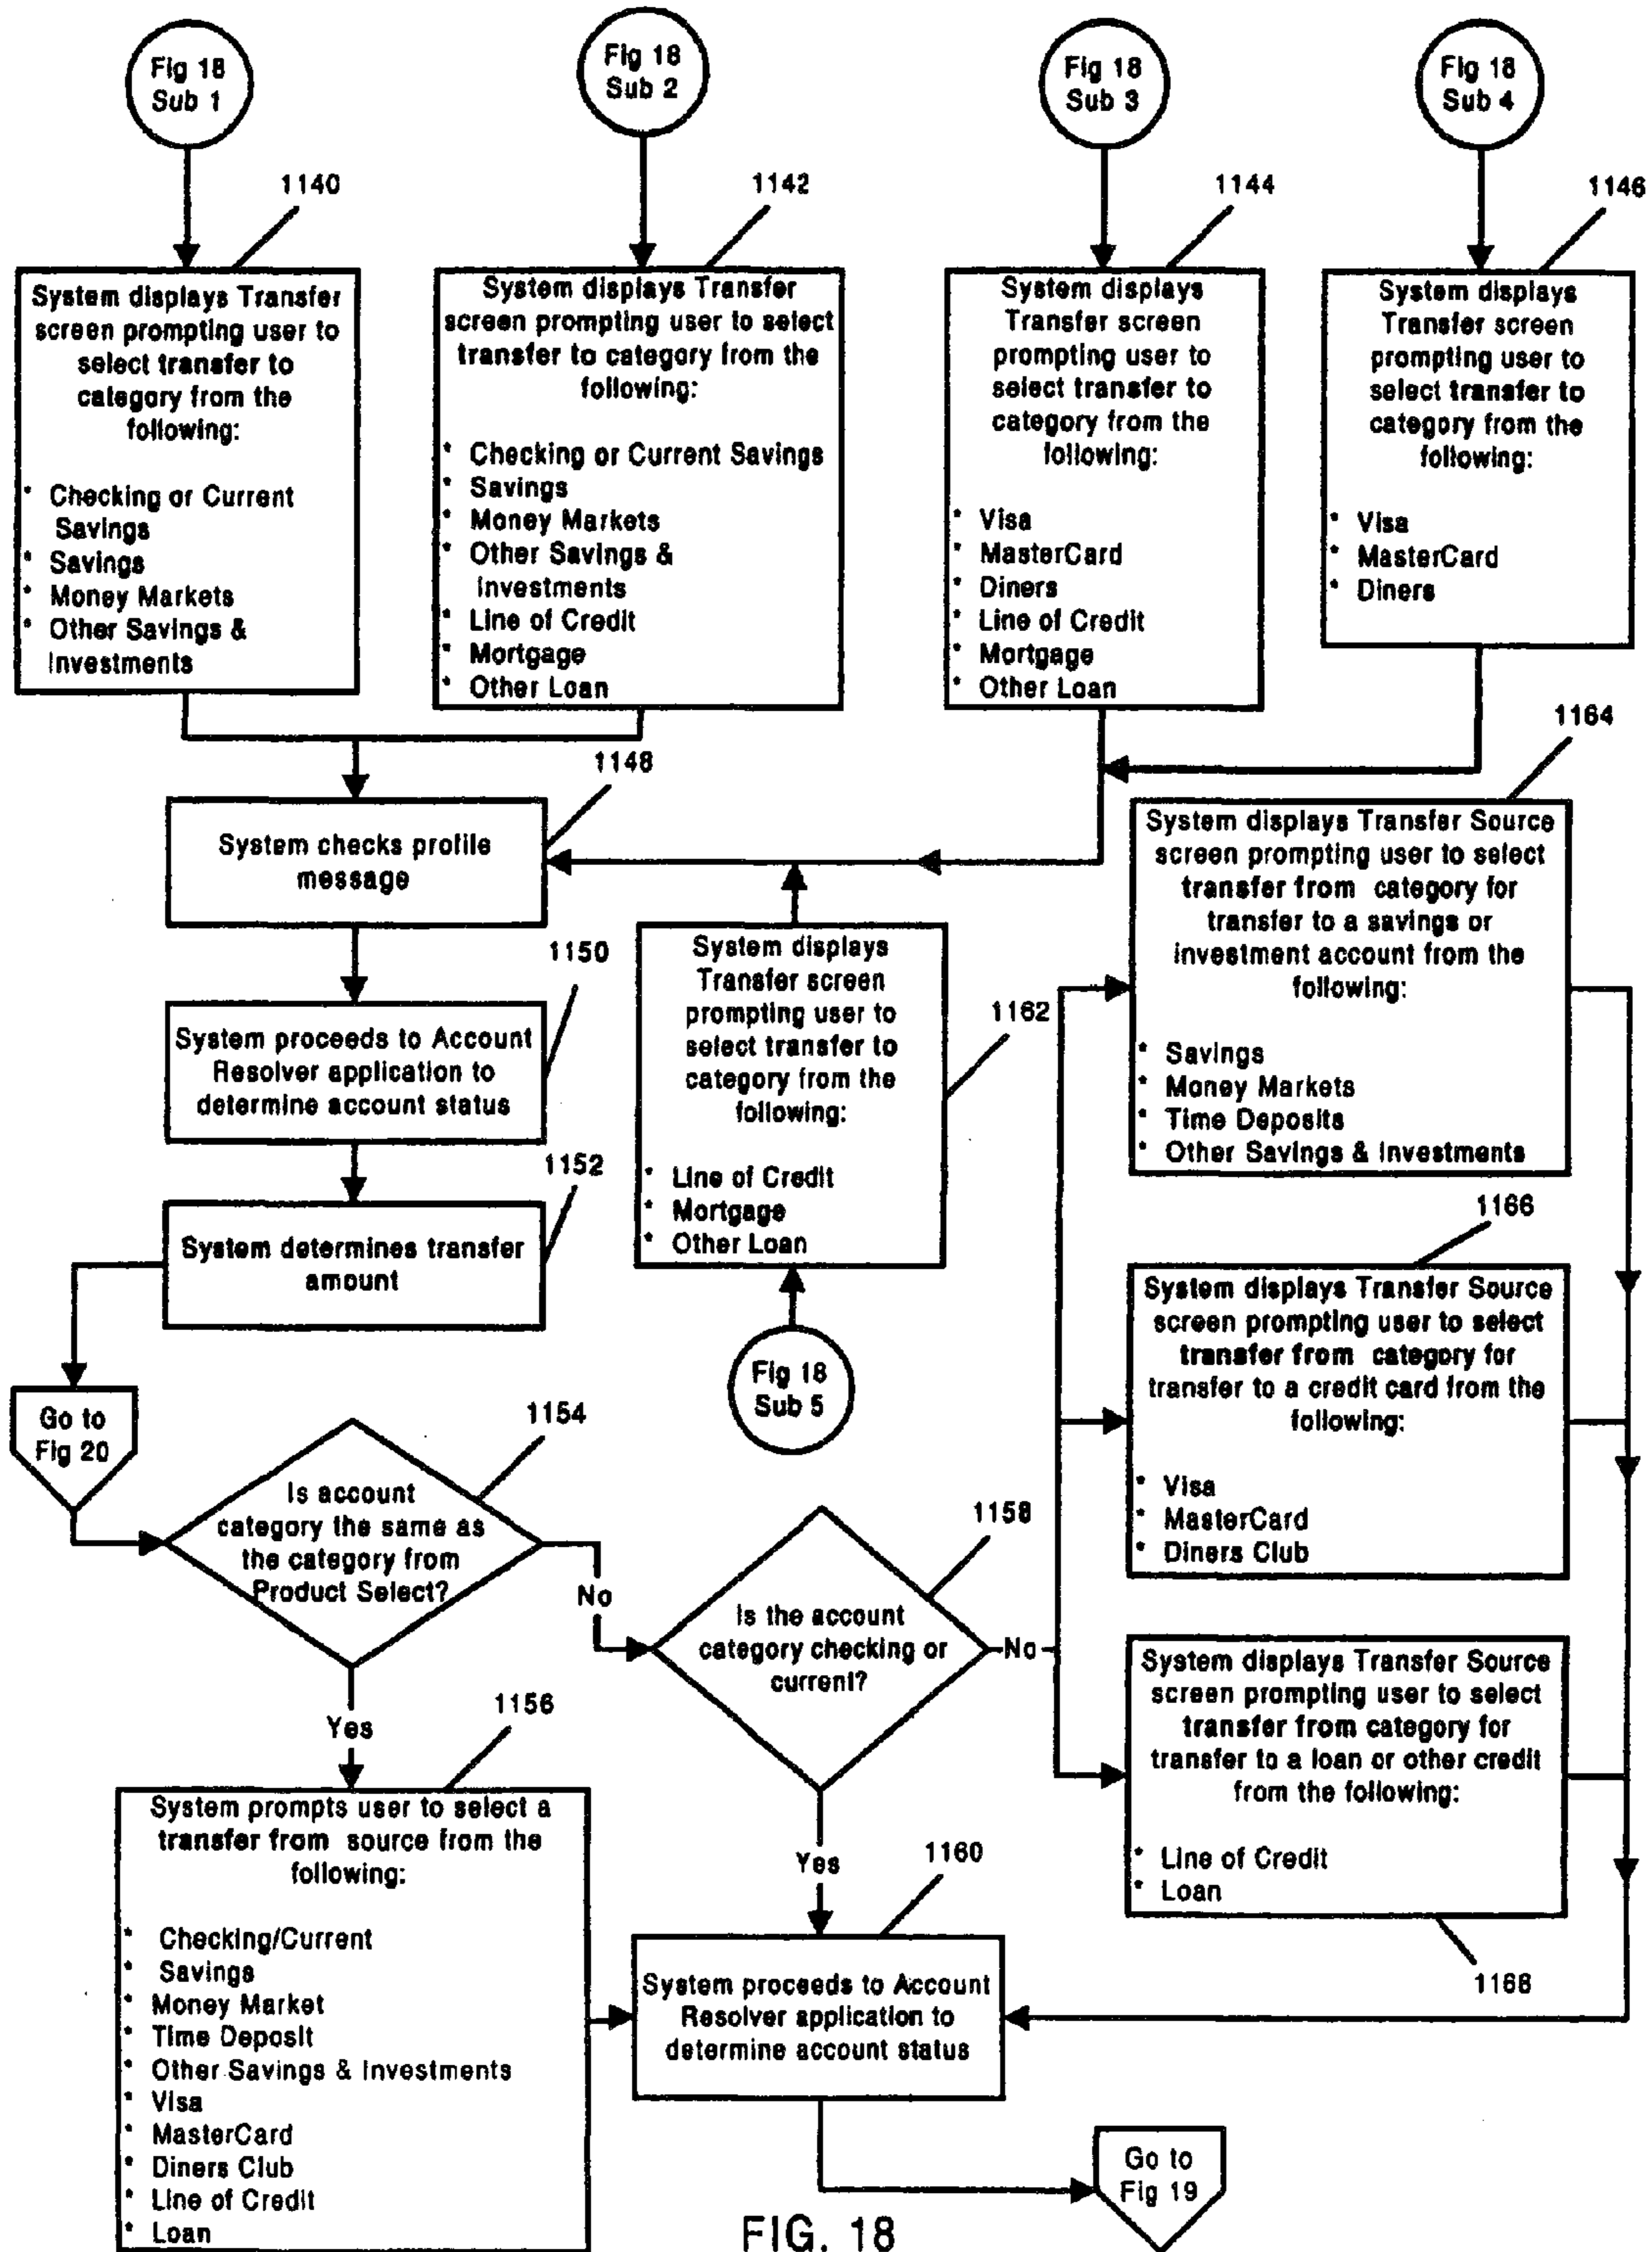 Fig 18
Sub 1
Fig 18
Sub 2
Fig 18
Sub 3
Fig 18
Sub 4
1140
1142
1144
1146
System displays Transfer
screen prompting user to
select transfer to
category from the
following:
* Checking or Current
Savings
* Savings
* Money Markets
* Other Savings &
Investments
System displays Transfer
screen prompting user to select
transfer to category from the
following:
* Checking or Current Savings
* Savings
* Money Markets
* Other Savings &
Investments
* Line of Credit
* Mortgage
* Other Loan
System displays
Transfer screen
prompting user to
select transfer to
category from the
following:
* Visa
* MasterCard
* Diners
* Line of Credit
* Mortgage
* Other Loan
System displays
Transfer screen
prompting user to
select transfer to
category from the
following:
* Visa
* MasterCard
* Diners
1148
System checks profile
message
1150
System proceeds to Account
Resolver application to
determine account status
1152
System determines transfer
amount
Go to
Fig 20
1162
System displays
Transfer screen
prompting user to
select transfer to
category from the
following:
* Line of Credit
* Mortgage
* Other Loan
Fig 18
Sub 5
1164
System displays Transfer Source
screen prompting user to select
transfer from category for
transfer to a savings or
investment account from the
following:
* Savings
* Money Markets
* Time Deposits
* Other Savings & Investments
1166
System displays Transfer Source
screen prompting user to select
transfer from category for
transfer to a credit card from the
following:
* Visa
* MasterCard
* Diners Club
1154
Is account
category the same as
the category from
Product Select?
No
Yes
1158
Is the account
category checking or
current?
No
Yes
System displays Transfer Source
screen prompting user to select
transfer from category for
transfer to a loan or other credit
from the following:
* Line of Credit
* Loan
1168
1156
System prompts user to select a
transfer from source from the
following:
* Checking/Current
* Savings
* Money Market
* Time Deposit
* Other Savings & Investments
* Visa
* MasterCard
* Diners Club
* Line of Credit
* Loan
1160
System proceeds to Account
Resolver application to
determine account status
Go to
Fig 19
FIG. 18